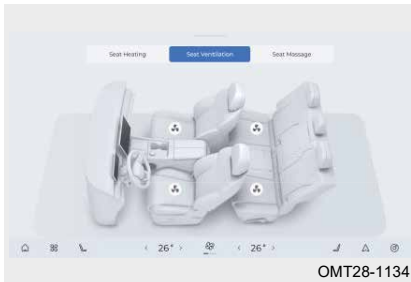 Seat Heating Seat Ventilation Seat Massage
‹ 26° › ‹ 26° ›
OMT28-1134